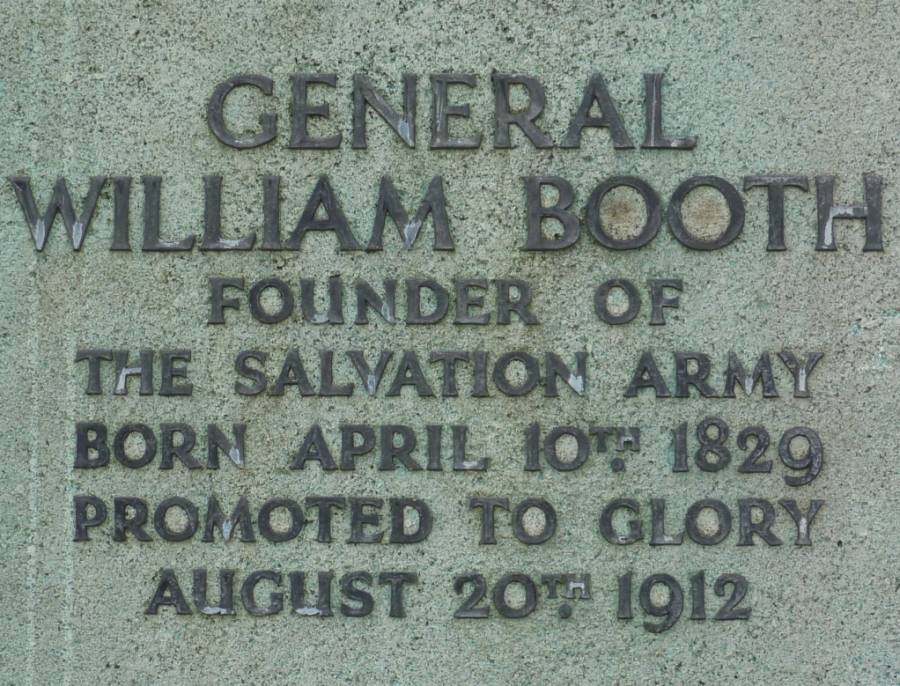 GENERAL
WILLIAM BOOTH
FOUNDER OF
THE SALVATION ARMY
BORN APRIL 10TH 1829
PROMOTED TO GLORY
AUGUST 20TH 1912